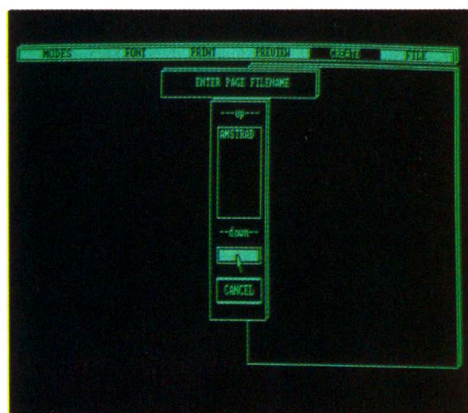 MODES FONT PRINT PREVIEW CREATE FILE
ENTER PAGE FILENAME
---up---
AMSTRAD
--down--
CANCEL